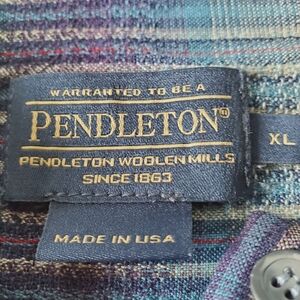 WARRANTED TO BE A
PENDLETON®
XL
PENDLETON WOOLEN MILLS
SINCE 1863
MADE IN USA